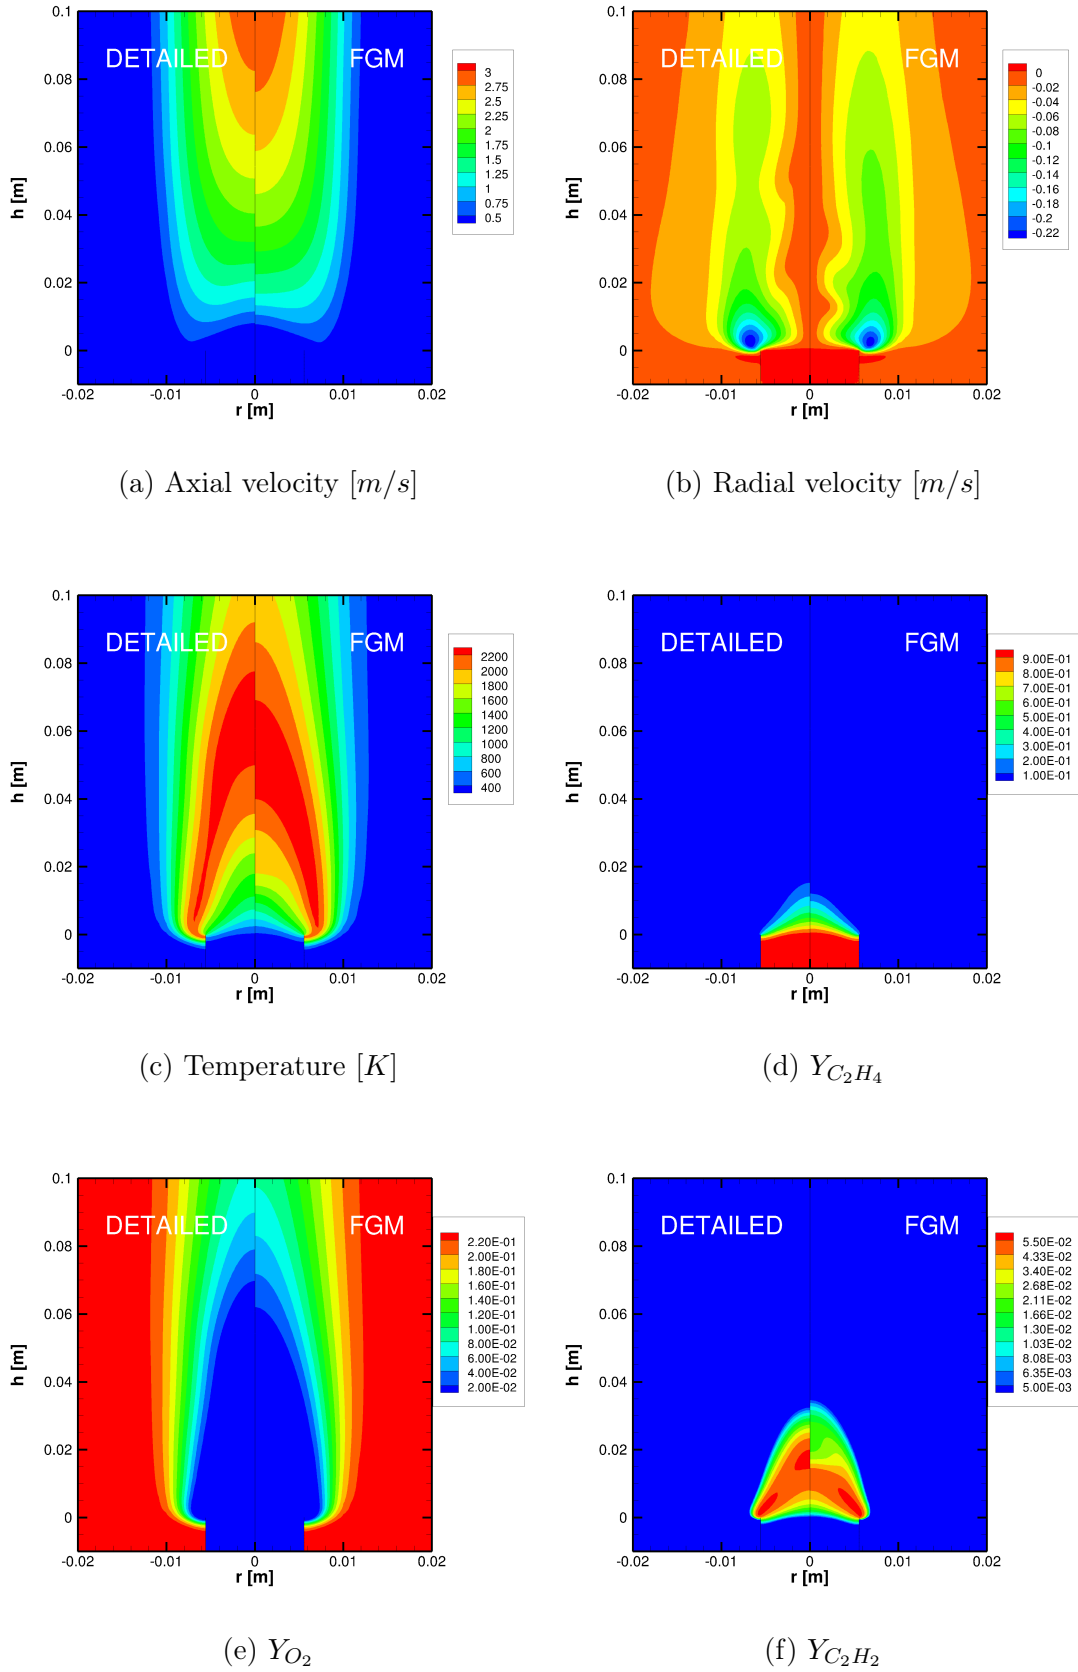 0.1
0.08
0.06
0.04
0.02
0
h [m]
DETAILED
FGM
-0.02
-0.01
0
0.01
0.02
r [m]
3
2.75
2.5
2.25
2
1.75
1.5
1.25
1
0.75
0.5
(a) Axial velocity [m/s]
0.1
0.08
0.06
0.04
0.02
0
h [m]
DETAILED
FGM
-0.02
-0.01
0
0.01
0.02
r [m]
0
-0.02
-0.04
-0.06
-0.08
-0.1
-0.12
-0.14
-0.16
-0.18
-0.2
-0.22
(b) Radial velocity [m/s]
0.1
0.08
0.06
0.04
0.02
0
h [m]
DETAILED
FGM
-0.02
-0.01
0
0.01
0.02
r [m]
2200
2000
1800
1600
1400
1200
1000
800
600
400
(c) Temperature [K]
0.1
0.08
0.06
0.04
0.02
0
h [m]
DETAILED
FGM
-0.02
-0.01
0
0.01
0.02
r [m]
9.00E-01
8.00E-01
7.00E-01
6.00E-01
5.00E-01
4.00E-01
3.00E-01
2.00E-01
1.00E-01
(d) Y_{C_2H_4}
0.1
0.08
0.06
0.04
0.02
0
h [m]
DETAILED
FGM
-0.02
-0.01
0
0.01
0.02
r [m]
2.20E-01
2.00E-01
1.80E-01
1.60E-01
1.40E-01
1.20E-01
1.00E-01
8.00E-02
6.00E-02
4.00E-02
2.00E-02
(e) Y_{O_2}
0.1
0.08
0.06
0.04
0.02
0
h [m]
DETAILED
FGM
-0.02
-0.01
0
0.01
0.02
r [m]
5.50E-02
4.33E-02
3.40E-02
2.68E-02
2.11E-02
1.66E-02
1.30E-02
1.03E-02
8.08E-03
6.35E-03
5.00E-03
(f) Y_{C_2H_2}